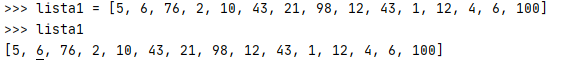 >>> lista1 = [5, 6, 76, 2, 10, 43, 21, 98, 12, 43, 1, 12, 4, 6, 100]
>>> lista1
[5, 6, 76, 2, 10, 43, 21, 98, 12, 43, 1, 12, 4, 6, 100]